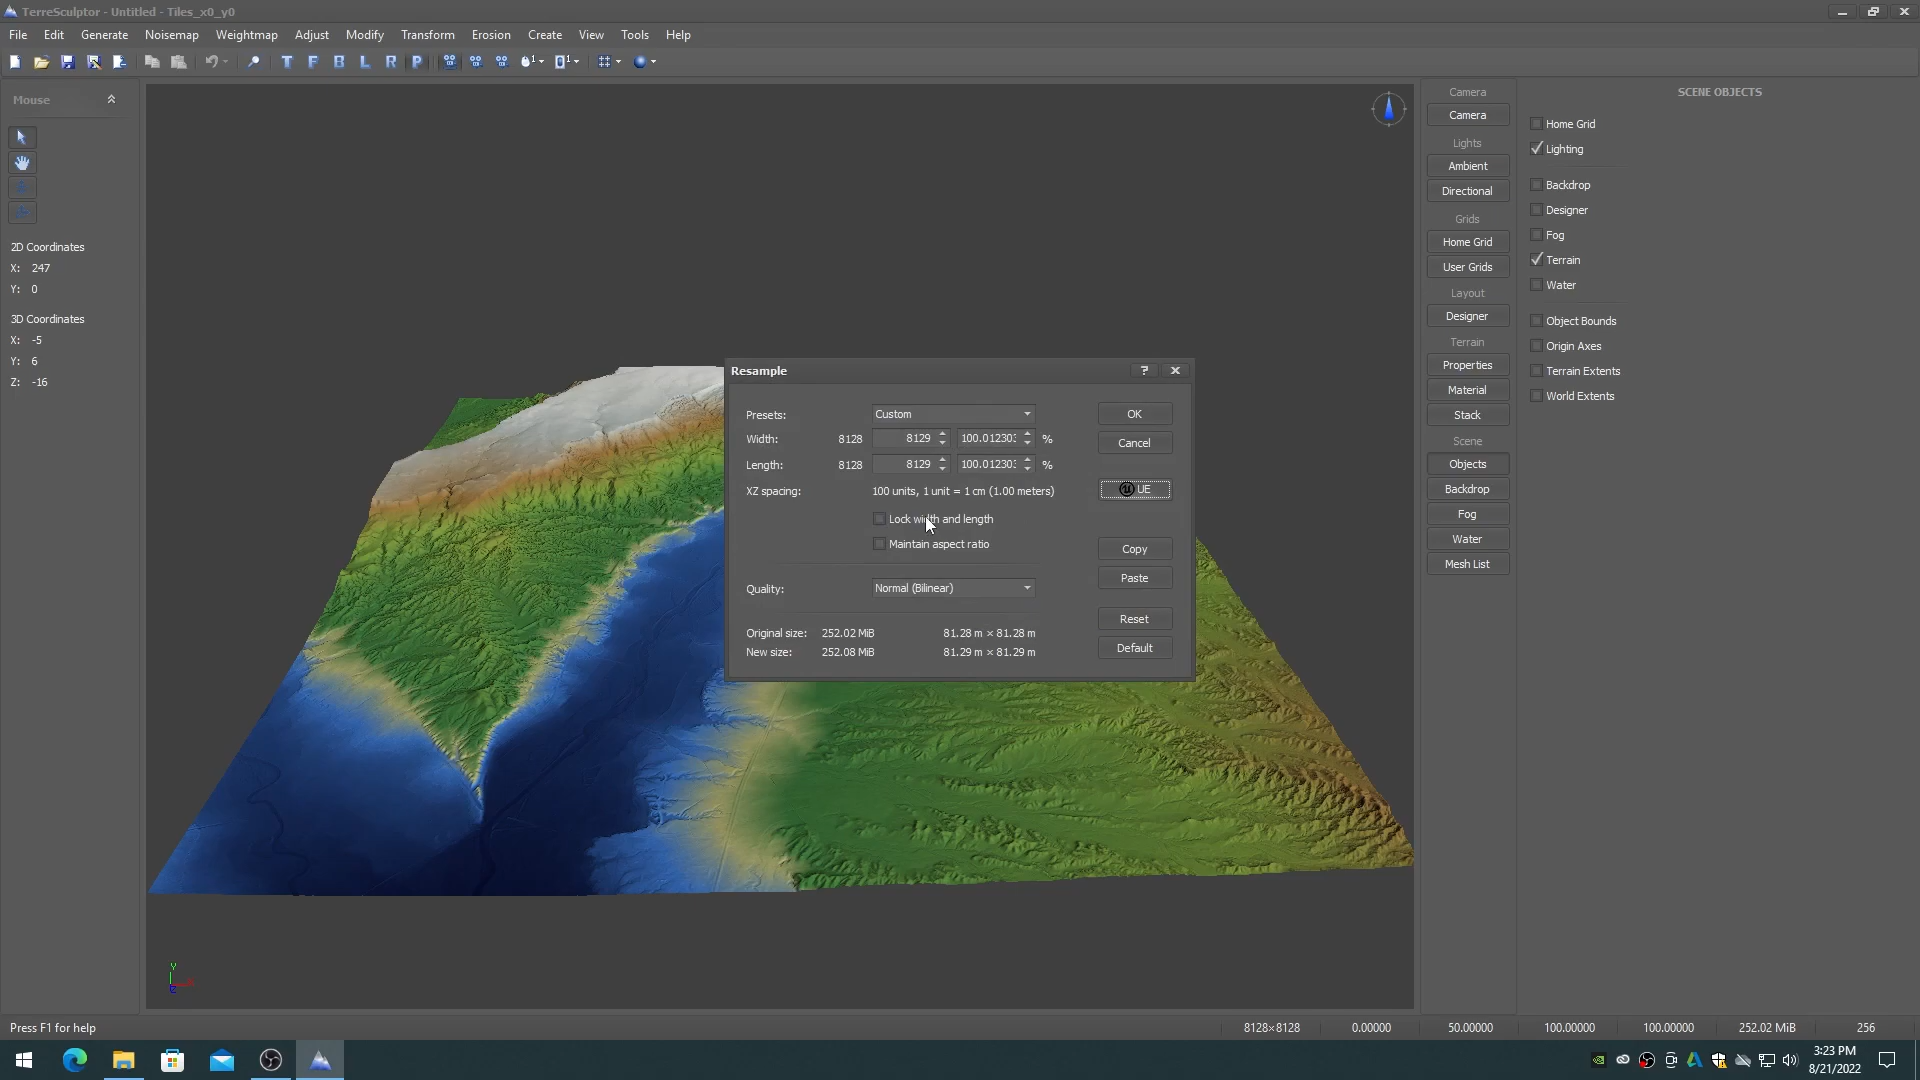 TerreSculptor - Untitled - Tiles_x0_y0
File Edit Generate Noisemap Weightmap Adjust Modify Transform Erosion Create View Tools Help
T F B L R P
Mouse
2D Coordinates
X: 247
Y: 0
3D Coordinates
X: -5
Y: 6
Z: -16
Resample
Presets: Custom
Width: 8128 8129 100.01230 %
Length: 8128 8129 100.01230 %
XZ spacing: 100 units, 1 unit = 1 cm (1.00 meters)
Lock width and length
Maintain aspect ratio
Quality: Normal (Bilinear)
Original size: 252.02 MiB 81.28 m × 81.28 m
New size: 252.08 MiB 81.29 m × 81.29 m
OK
Cancel
UE
Copy
Paste
Reset
Default
Camera
Camera
Lights
Ambient
Directional
Grids
Home Grid
User Grids
Layout
Designer
Terrain
Properties
Material
Stack
Scene
Objects
Backdrop
Fog
Water
Mesh List
SCENE OBJECTS
Home Grid
Lighting
Backdrop
Designer
Fog
Terrain
Water
Object Bounds
Origin Axes
Terrain Extents
World Extents
Y
Press F1 for help
8128×8128 0.00000 50.00000 100.00000 100.00000 252.02 MiB 256
3:23 PM
8/21/2022